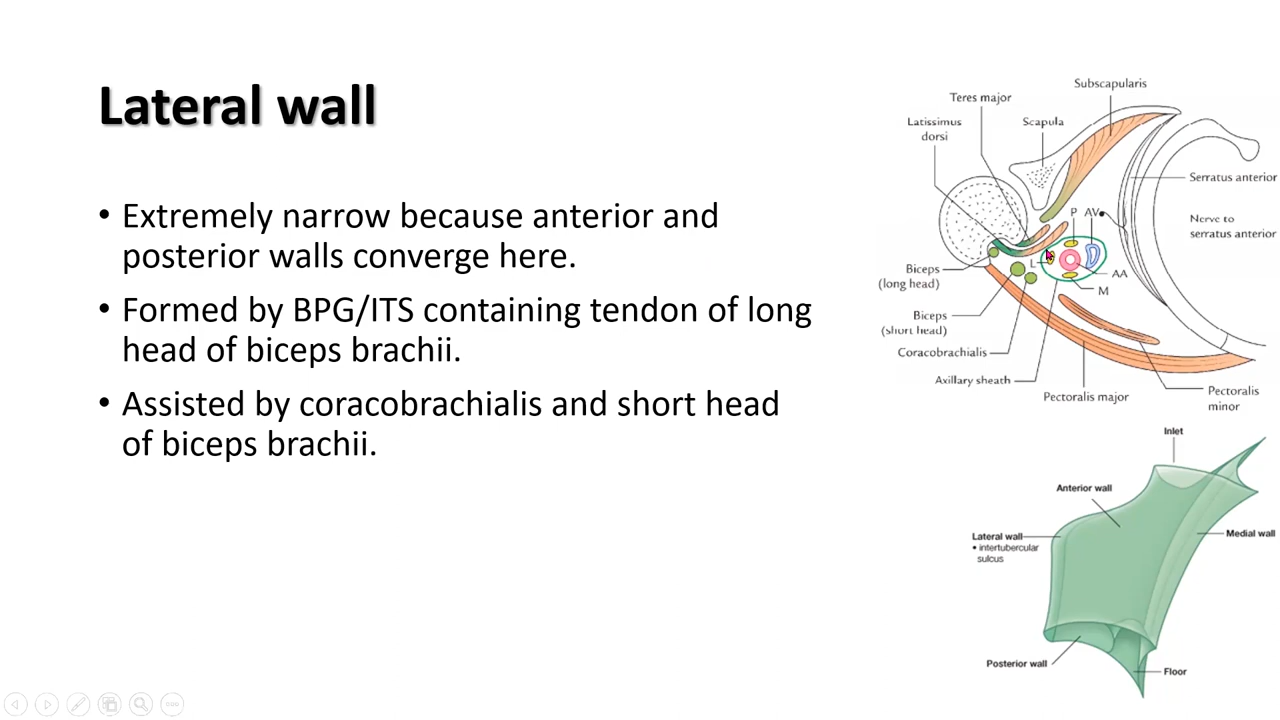 Lateral wall
• Extremely narrow because anterior and
posterior walls converge here.
• Formed by BPG/ITS containing tendon of long
head of biceps brachii.
• Assisted by coracobrachialis and short head
of biceps brachii.
Subscapularis
Teres major
Latissimus
dorsi
Scapula
Serratus anterior
P AV
Nerve to
serratus anterior
L
Biceps
(long head)
AA
M
Biceps
(short head)
Coracobrachialis
Axillary sheath
Pectoralis major
Pectoralis
minor
Inlet
Anterior wall
Lateral wall
• intertubercular
sulcus
Medial wall
Posterior wall
Floor